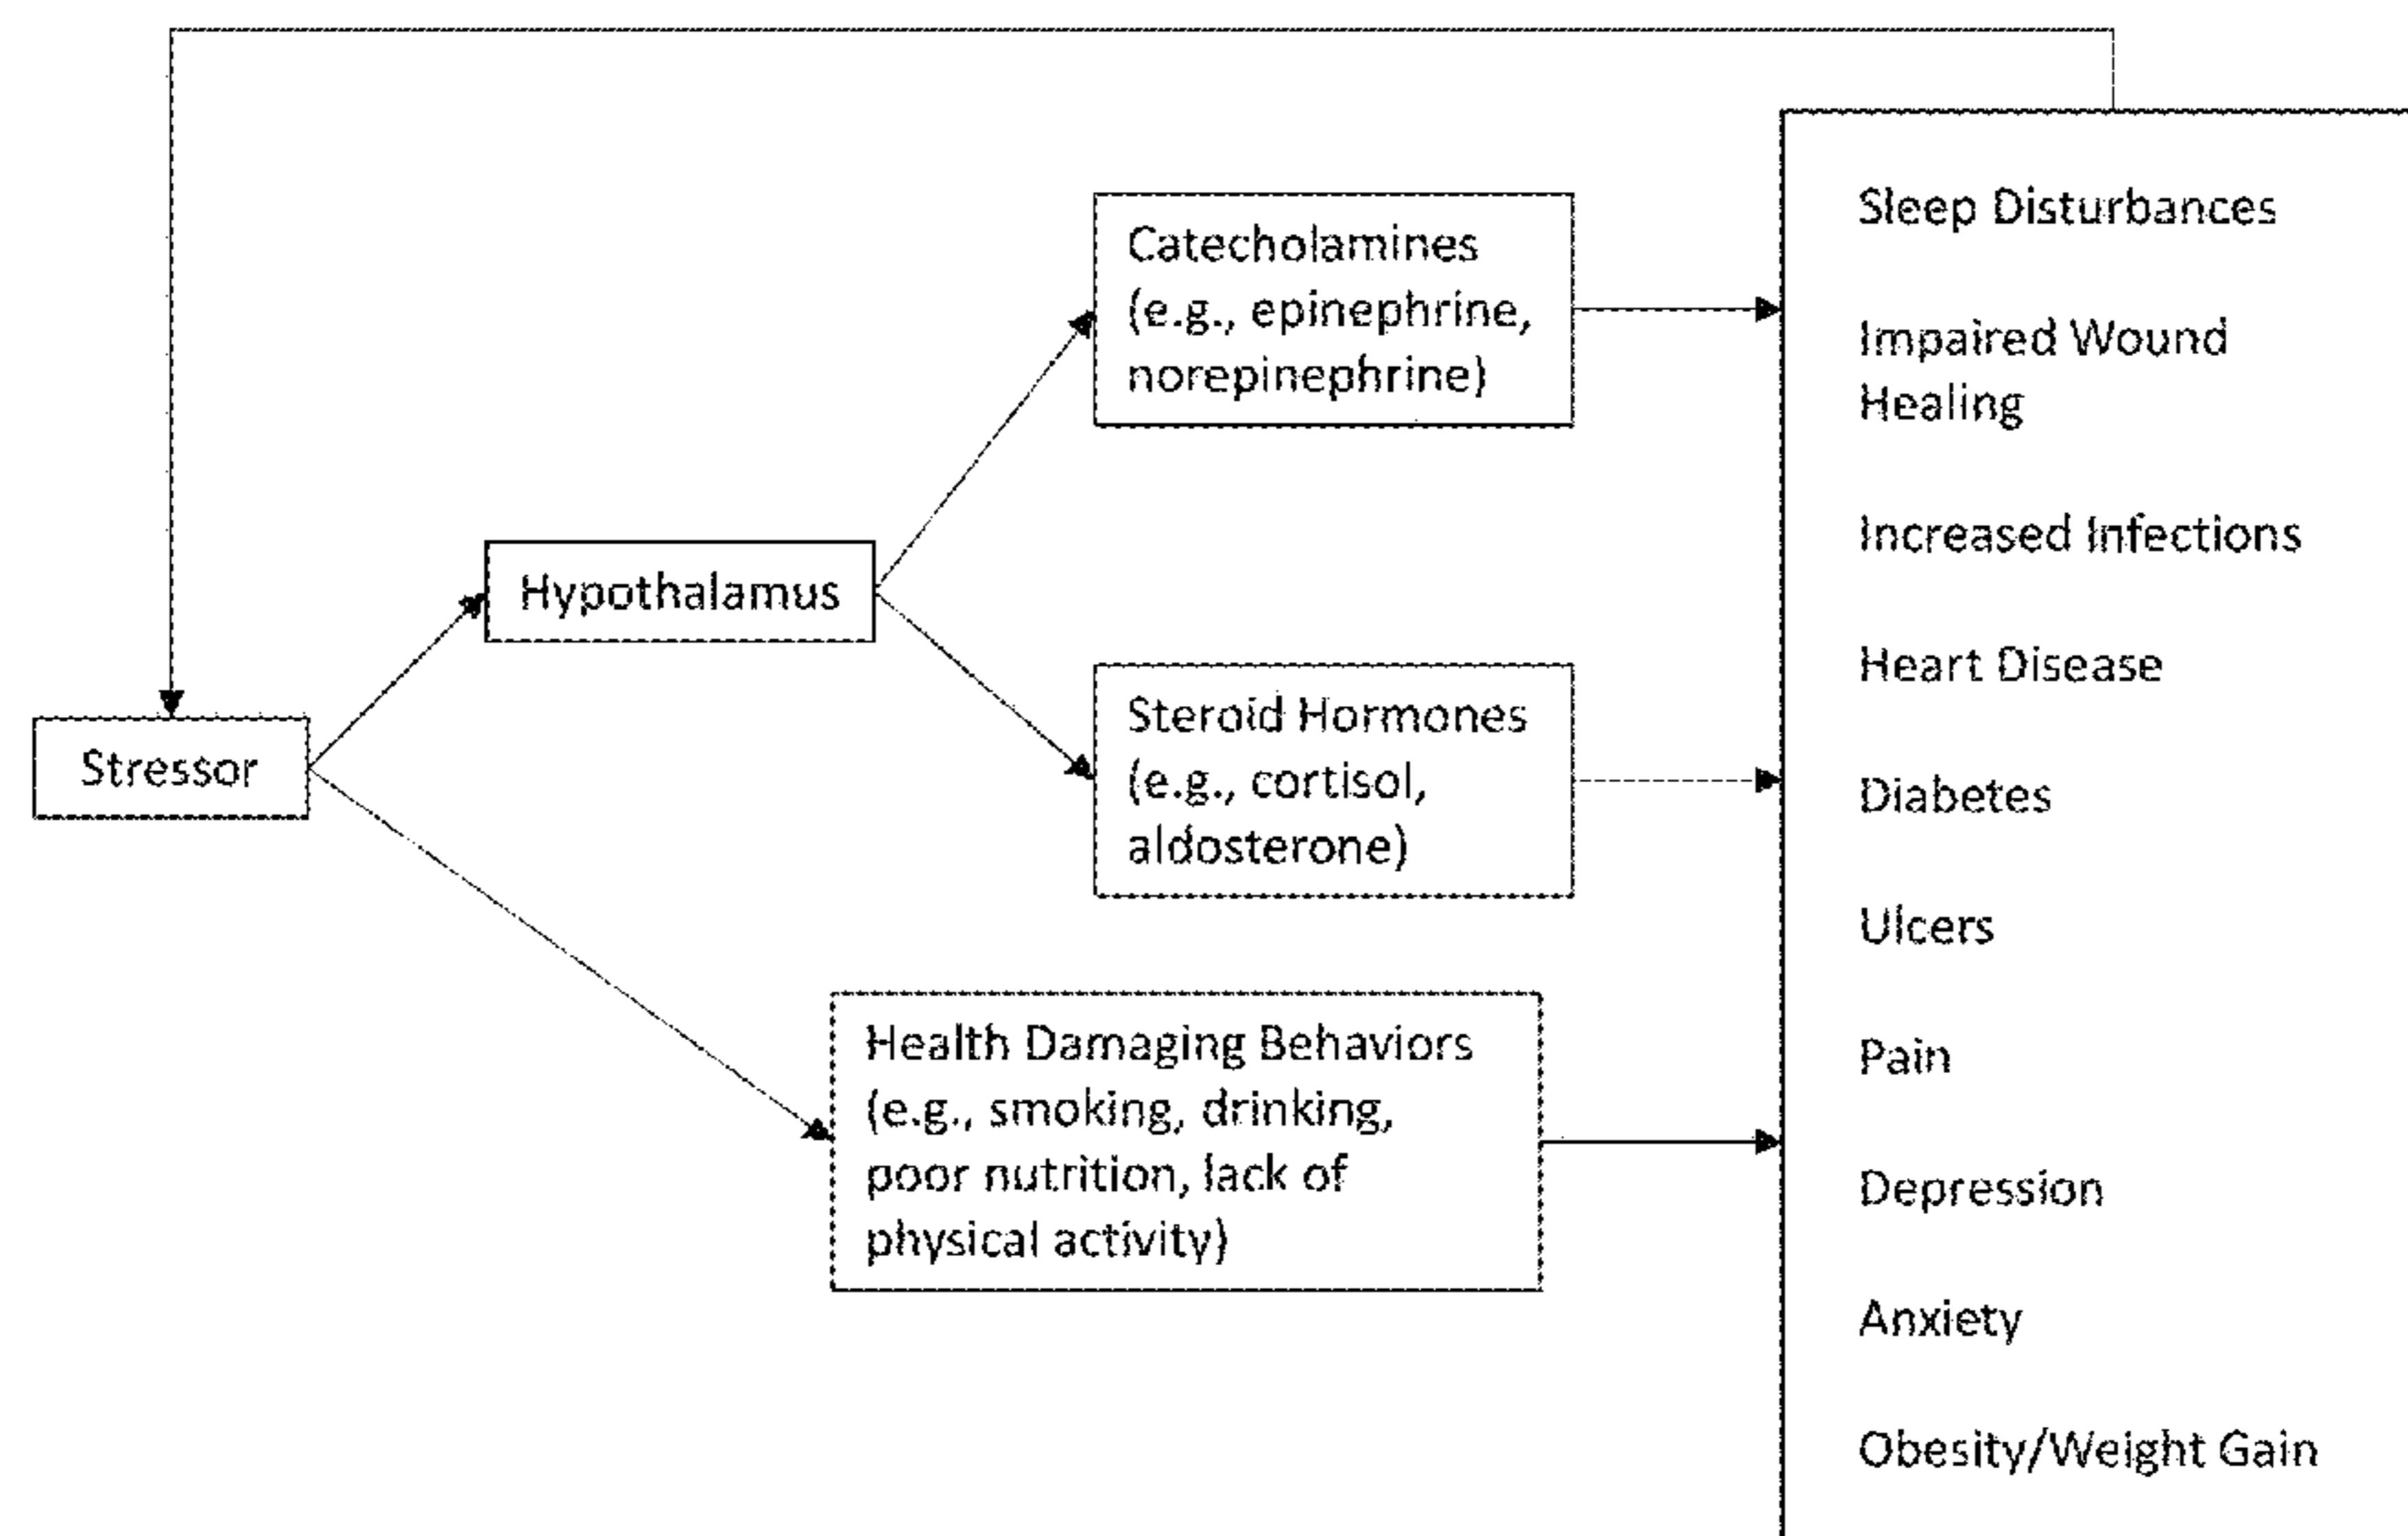 Stressor
Hypothalamus
Catecholamines
(e.g., epinephrine,
norepinephrine)
Steroid Hormones
(e.g., cortisol,
aldosterone)
Health Damaging Behaviors
(e.g., smoking, drinking,
poor nutrition, lack of
physical activity)
Sleep Disturbances
Impaired Wound
Healing
Increased Infections
Heart Disease
Diabetes
Ulcers
Pain
Depression
Anxiety
Obesity/Weight Gain